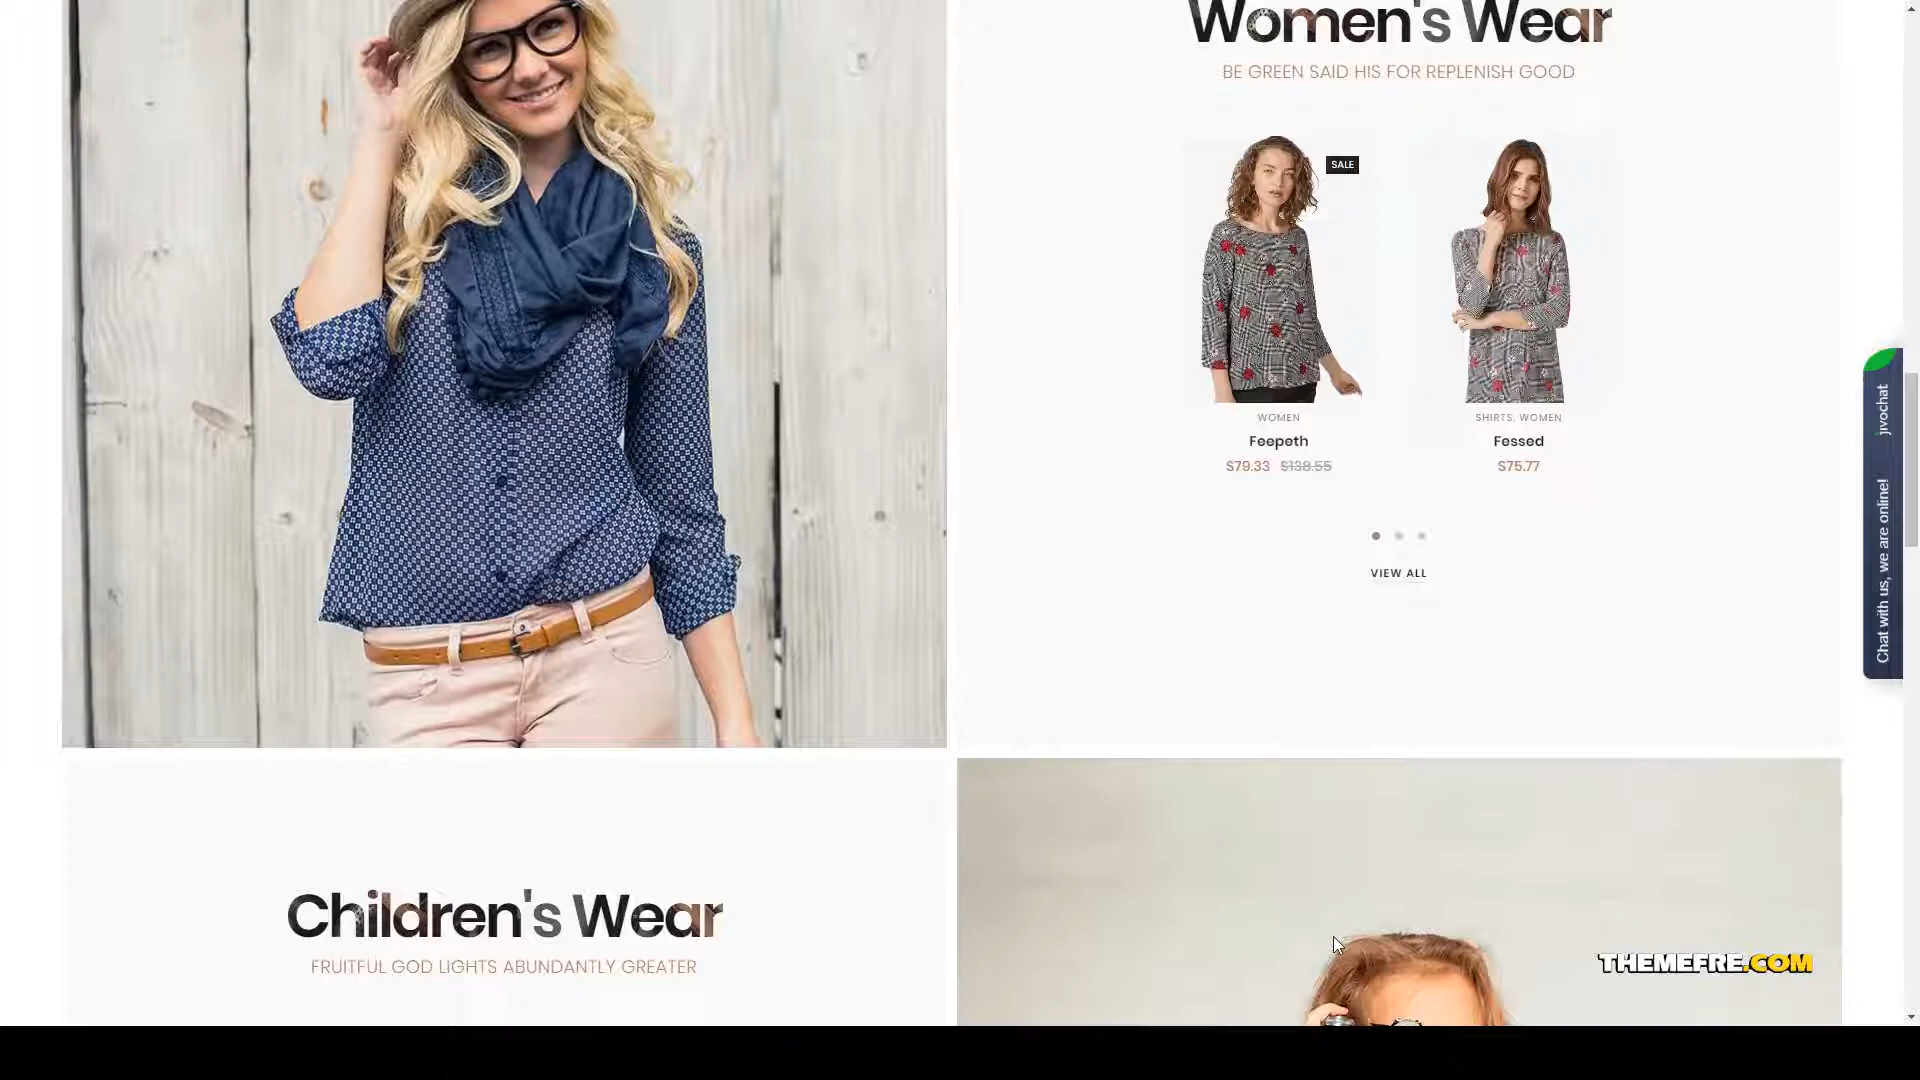 Women's Wear
BE GREEN SAID HIS FOR REPLENISH GOOD
SALE
WOMEN
Feepeth
$79.33 $138.55
SHIRTS, WOMEN
Fessed
$75.77
VIEW ALL
jivochat
Chat with us, we are online!
Children's Wear
FRUITFUL GOD LIGHTS ABUNDANTLY GREATER
THEMEFRE.COM